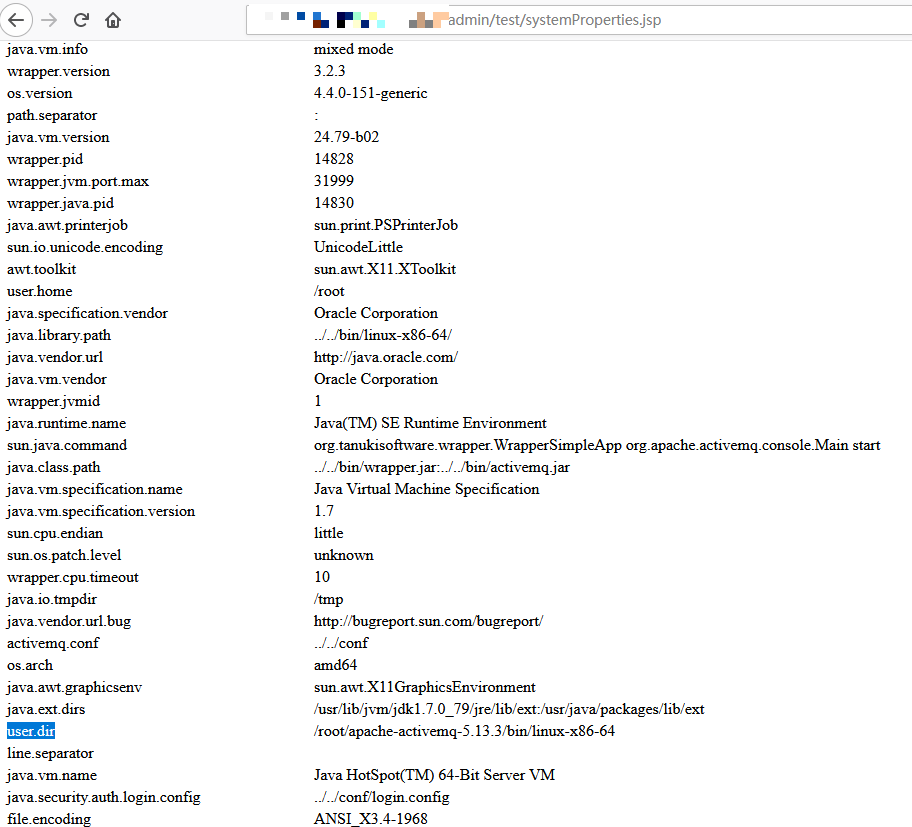 admin/test/systemProperties.jsp
java.vm.info mixed mode
wrapper.version 3.2.3
os.version 4.4.0-151-generic
path.separator :
java.vm.version 24.79-b02
wrapper.pid 14828
wrapper.jvm.port.max 31999
wrapper.java.pid 14830
java.awt.printerjob sun.print.PSPrinterJob
sun.io.unicode.encoding UnicodeLittle
awt.toolkit sun.awt.X11.XToolkit
user.home /root
java.specification.vendor Oracle Corporation
java.library.path ../../bin/linux-x86-64/
java.vendor.url http://java.oracle.com/
java.vm.vendor Oracle Corporation
wrapper.jvmid 1
java.runtime.name Java(TM) SE Runtime Environment
sun.java.command org.tanukisoftware.wrapper.WrapperSimpleApp org.apache.activemq.console.Main start
java.class.path ../../bin/wrapper.jar:../../bin/activemq.jar
java.vm.specification.name Java Virtual Machine Specification
java.vm.specification.version 1.7
sun.cpu.endian little
sun.os.patch.level unknown
wrapper.cpu.timeout 10
java.io.tmpdir /tmp
java.vendor.url.bug http://bugreport.sun.com/bugreport/
activemq.conf ../../conf
os.arch amd64
java.awt.graphicsenv sun.awt.X11GraphicsEnvironment
java.ext.dirs /usr/lib/jvm/jdk1.7.0_79/jre/lib/ext:/usr/java/packages/lib/ext
user.dir /root/apache-activemq-5.13.3/bin/linux-x86-64
line.separator
java.vm.name Java HotSpot(TM) 64-Bit Server VM
java.security.auth.login.config ../../conf/login.config
file.encoding ANSI_X3.4-1968